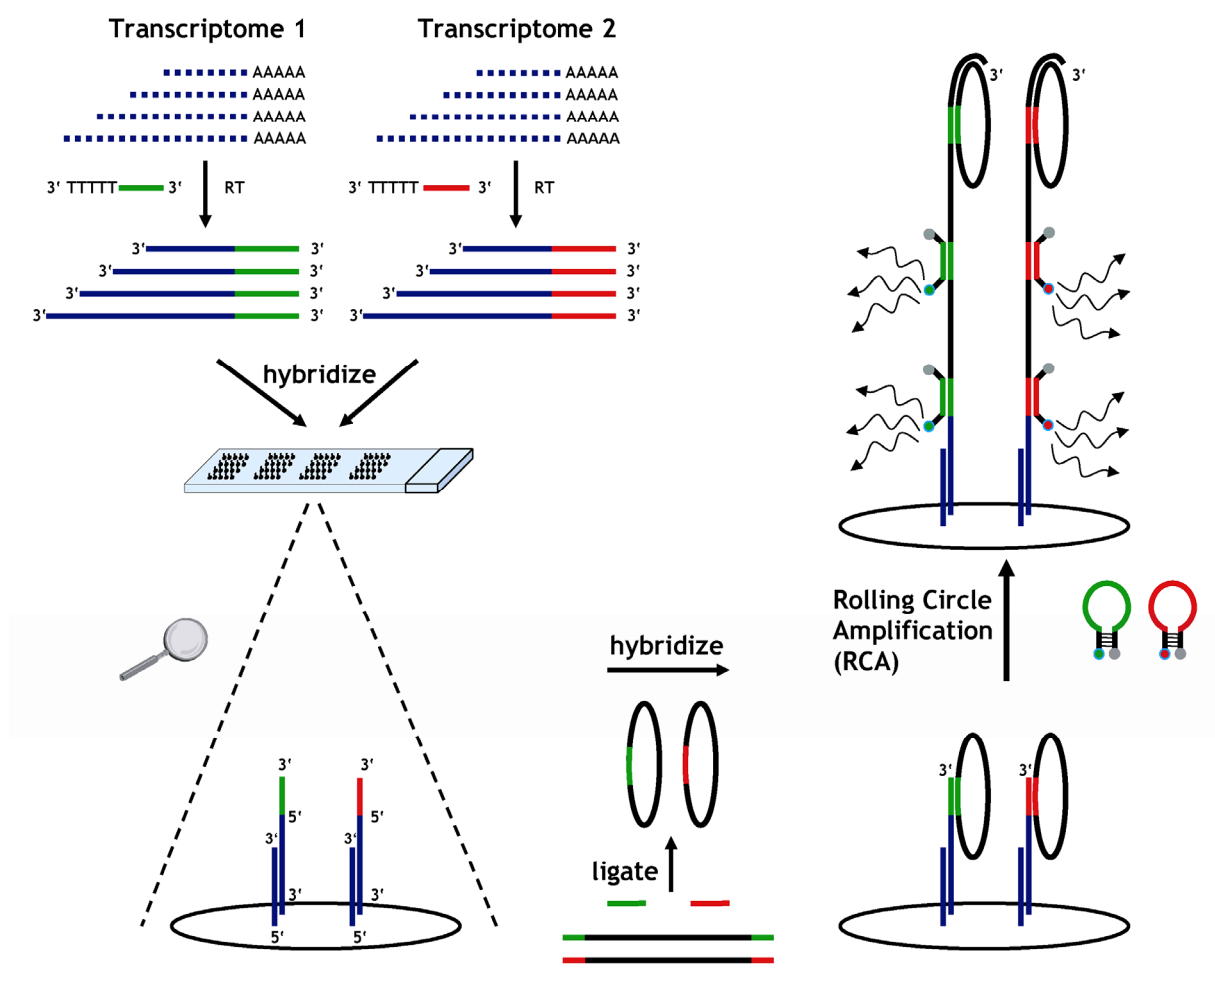 Transcriptome 1
Transcriptome 2
AAAAA
AAAAA
AAAAA
AAAAA
AAAAA
AAAAA
AAAAA
AAAAA
3' TTTTT 3' RT
3' TTTTT 3' RT
3' 3'
3' 3'
3' 3'
3' 3'
3' 3'
3' 3'
3' 3'
3' 3'
hybridize
3'
5'
3'
3'
5'
3'
5'
3'
3'
5'
hybridize
ligate
3'
3'
Rolling Circle
Amplification
(RCA)
3'
3'